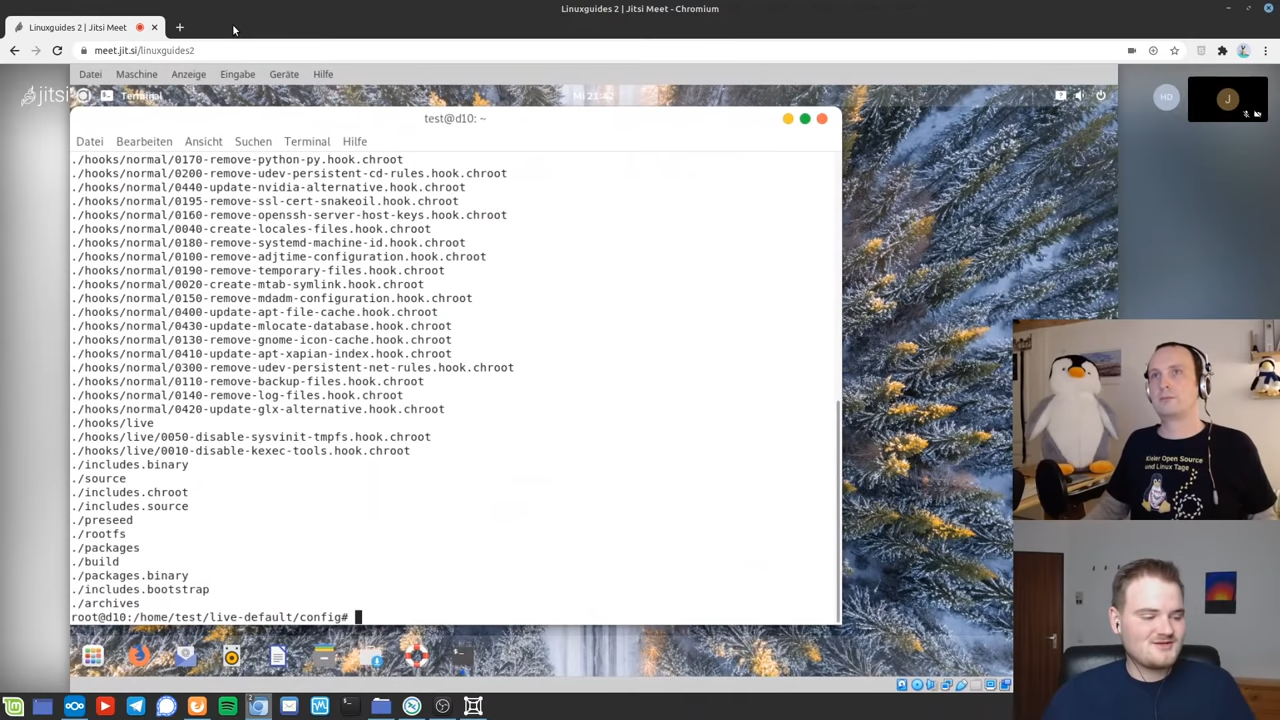 Linuxguides 2 | Jitsi Meet - Chromium
Linuxguides 2 | Jitsi Meet
meet.jit.si/linuxguides2
Datei Maschine Anzeige Eingabe Geräte Hilfe
jitsi
Terminal
Mi 21:42
HD
J
test@d10: ~
Datei Bearbeiten Ansicht Suchen Terminal Hilfe
./hooks/normal/0170-remove-python-py.hook.chroot
./hooks/normal/0200-remove-udev-persistent-cd-rules.hook.chroot
./hooks/normal/0440-update-nvidia-alternative.hook.chroot
./hooks/normal/0195-remove-ssl-cert-snakeoil.hook.chroot
./hooks/normal/0160-remove-openssh-server-host-keys.hook.chroot
./hooks/normal/0040-create-locales-files.hook.chroot
./hooks/normal/0180-remove-systemd-machine-id.hook.chroot
./hooks/normal/0100-remove-adjtime-configuration.hook.chroot
./hooks/normal/0190-remove-temporary-files.hook.chroot
./hooks/normal/0020-create-mtab-symlink.hook.chroot
./hooks/normal/0150-remove-mdadm-configuration.hook.chroot
./hooks/normal/0400-update-apt-file-cache.hook.chroot
./hooks/normal/0430-update-mlocate-database.hook.chroot
./hooks/normal/0130-remove-gnome-icon-cache.hook.chroot
./hooks/normal/0410-update-apt-xapian-index.hook.chroot
./hooks/normal/0300-remove-udev-persistent-net-rules.hook.chroot
./hooks/normal/0110-remove-backup-files.hook.chroot
./hooks/normal/0140-remove-log-files.hook.chroot
./hooks/normal/0420-update-glx-alternative.hook.chroot
./hooks/live
./hooks/live/0050-disable-sysvinit-tmpfs.hook.chroot
./hooks/live/0010-disable-kexec-tools.hook.chroot
./includes.binary
./source
./includes.chroot
./includes.source
./preseed
./rootfs
./packages
./build
./packages.binary
./includes.bootstrap
./archives
root@d10:/home/test/live-default/config#
Kieler Open Source
und Linux Tage